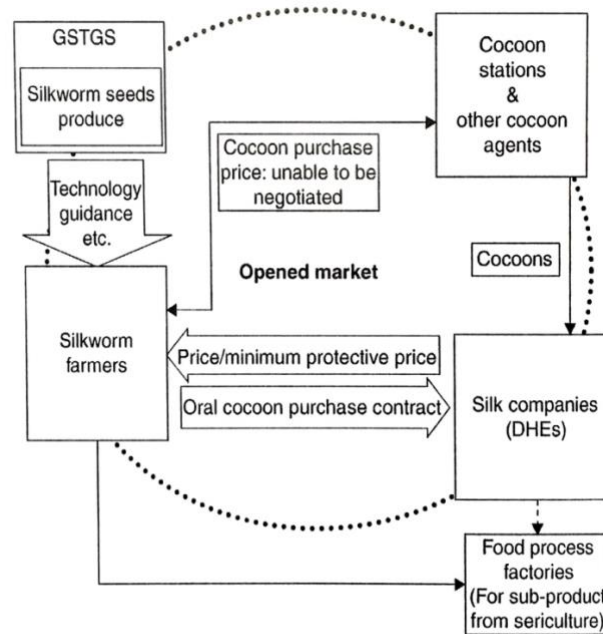 GSTGS
Silkworm seeds
produce
Technology
guidance
etc.
Cocoon
stations
&
other cocoon
agents
Cocoon purchase
price: unable to be
negotiated
Opened market
Cocoons
Silkworm
farmers
Price/minimum protective price
Oral cocoon purchase contract
Silk companies
(DHEs)
Food process
factories
(For sub-product
from sericulture)